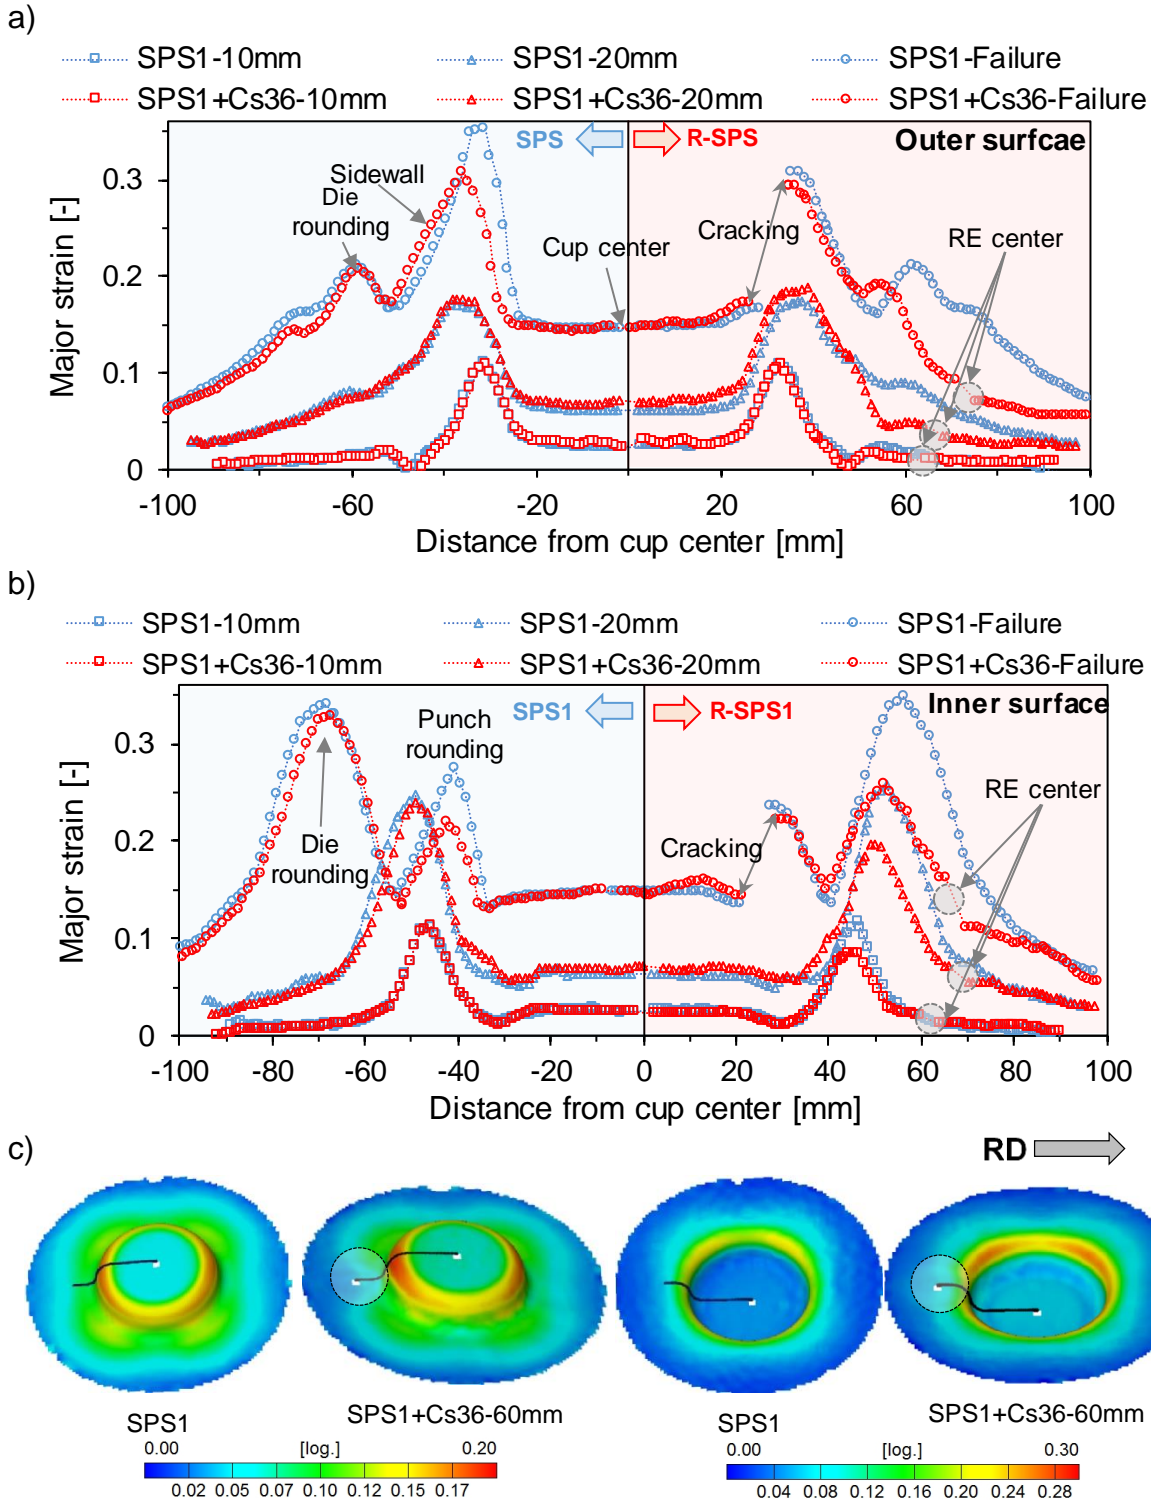 a)
SPS1-10mm SPS1-20mm SPS1-Failure
SPS1+Cs36-10mm SPS1+Cs36-20mm SPS1+Cs36-Failure
SPS R-SPS Outer surfcae
Sidewall
Die
rounding
Cup center
Cracking
RE center
Major strain [-]
0.3
0.2
0.1
0
-100 -60 -20 20 60 100
Distance from cup center [mm]
b)
SPS1-10mm SPS1-20mm SPS1-Failure
SPS1+Cs36-10mm SPS1+Cs36-20mm SPS1+Cs36-Failure
SPS1 R-SPS1 Inner surface
Punch
rounding
Die
rounding
Cracking
RE center
Major strain [-]
0.3
0.2
0.1
0
-100 -80 -60 -40 -20 0 20 40 60 80 100
Distance from cup center [mm]
c)
RD
SPS1 SPS1+Cs36-60mm SPS1 SPS1+Cs36-60mm
0.00 [log.] 0.20 0.00 [log.] 0.30
0.02 0.05 0.07 0.10 0.12 0.15 0.17 0.04 0.08 0.12 0.16 0.20 0.24 0.28